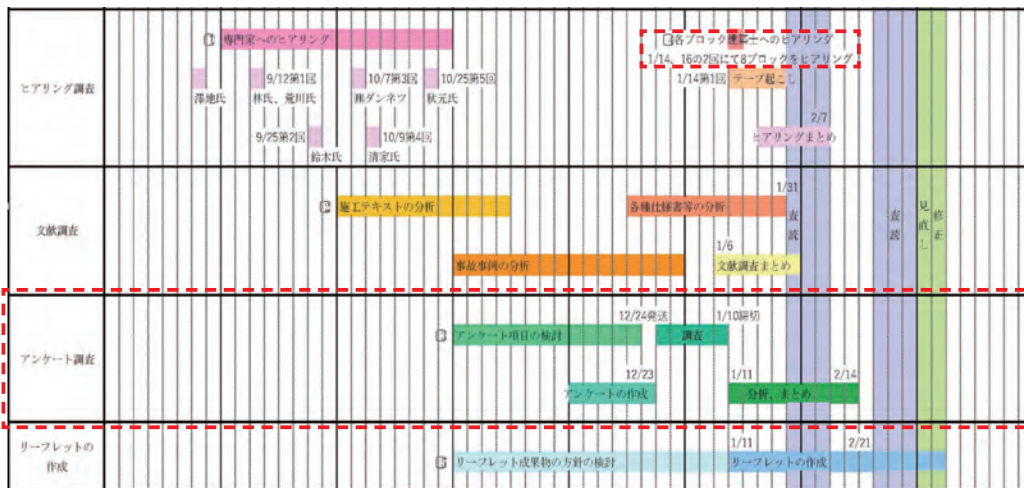 ヒアリング調査
専門家へのヒアリング
澤地氏
9/12第1回
林氏、荒川氏
10/7第3回
㈱ダンネツ
10/25第5回
秋元氏
9/25第2回
鈴木氏
10/9第4回
清家氏
各ブロック建築士へのヒアリング
1/14、16の2回にて8ブロックをヒアリング
1/14第1回
テープ起こし
2/7
ヒアリングまとめ
文献調査
施工テキストの分析
各種仕様書等の分析
1/31
事故事例の分析
1/6
文献調査まとめ
査読
査読
見直し
修正
アンケート調査
アンケート項目の検討
12/24発送
調査
1/10締切
12/23
アンケートの作成
1/11
分析、まとめ
2/14
リーフレットの
作成
リーフレット成果物の方針の検討
1/11
リーフレットの作成
2/21